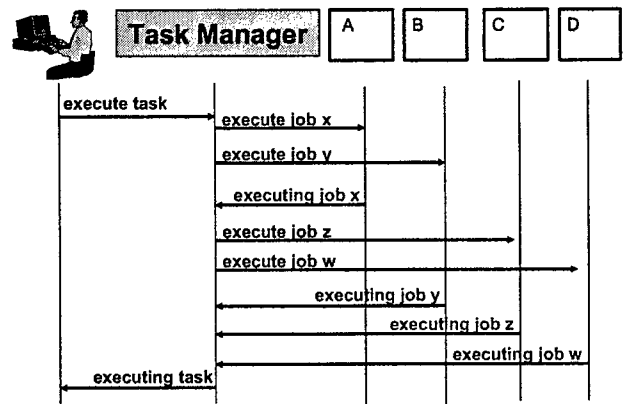 Task Manager
A
B
C
D
execute task
execute job x
execute job y
executing job x
execute job z
execute job w
executing job y
executing job z
executing job w
executing task